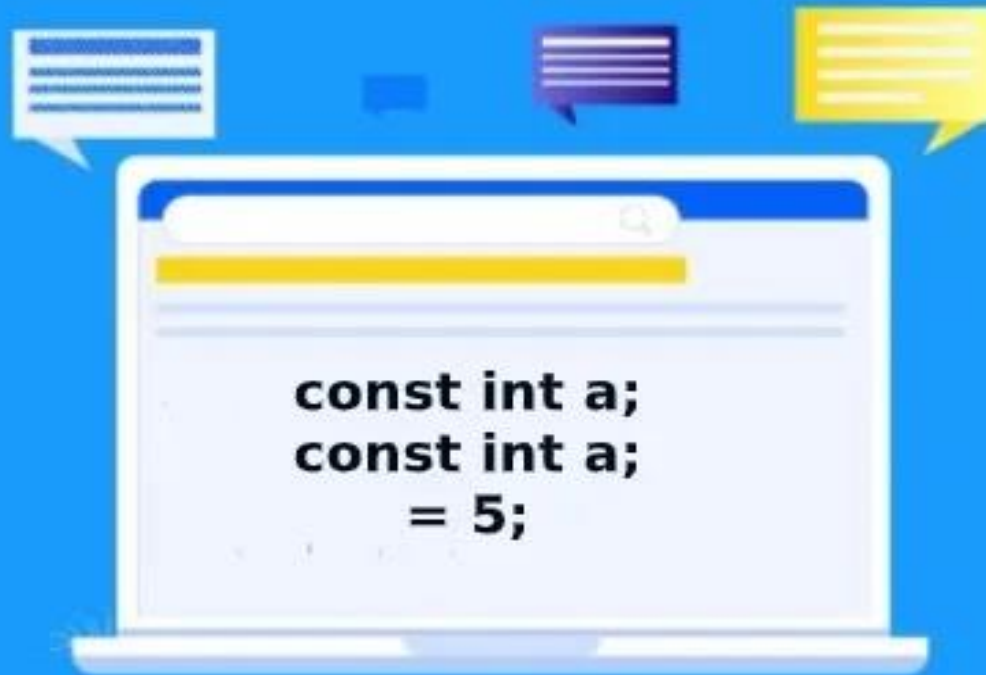 const int a;
const int a;
= 5;